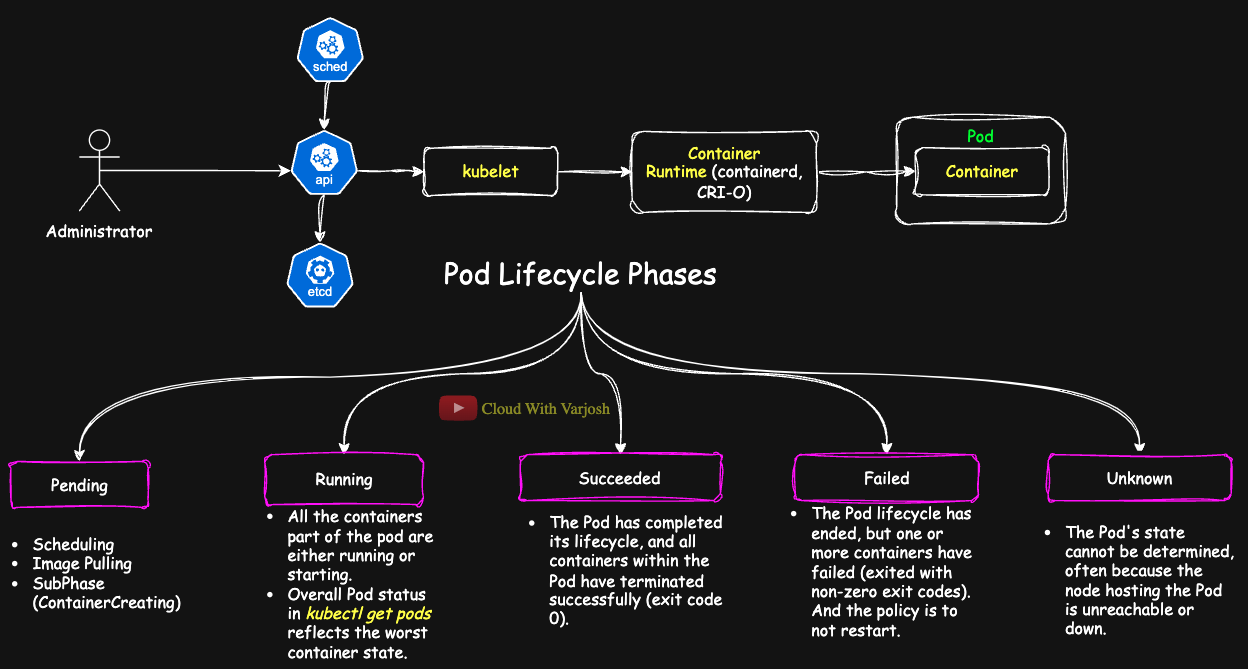 sched
api
Administrator
etcd
kubelet
Container
Runtime (containerd,
CRI-O)
Pod
Container
Pod Lifecycle Phases
Cloud With Varjosh
Pending
Scheduling
Image Pulling
SubPhase
(ContainerCreating)
Running
All the containers
part of the pod are
either running or
starting.
Overall Pod status
in kubectl get pods
reflects the worst
container state.
Succeeded
The Pod has completed
its lifecycle, and all
containers within the
Pod have terminated
successfully (exit code
0).
Failed
The Pod lifecycle has
ended, but one or
more containers have
failed (exited with
non-zero exit codes).
And the policy is to
not restart.
Unknown
The Pod's state
cannot be determined,
often because the
node hosting the Pod
is unreachable or
down.